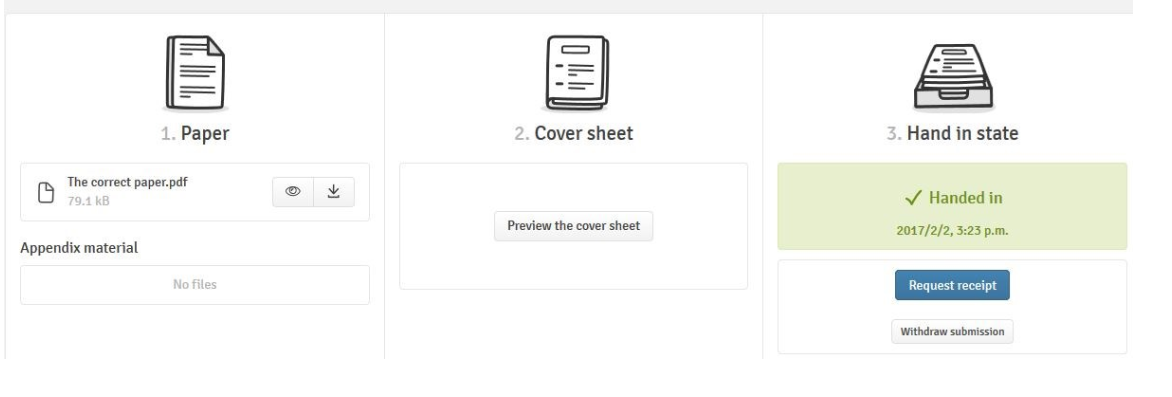 1. Paper
The correct paper.pdf
79.1 kB
Appendix material
No files
2. Cover sheet
Preview the cover sheet
3. Hand in state
Handed in
2017/2/2, 3:23 p.m.
Request receipt
Withdraw submission